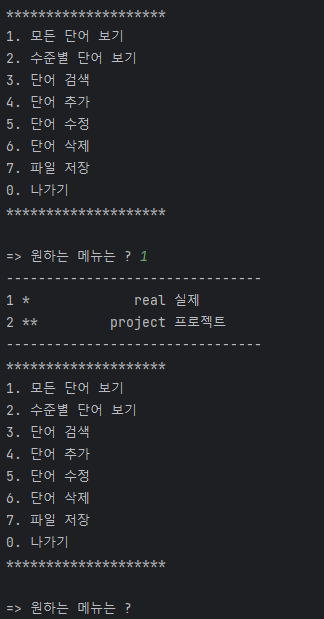 ********************
1. 모든 단어 보기
2. 수준별 단어 보기
3. 단어 검색
4. 단어 추가
5. 단어 수정
6. 단어 삭제
7. 파일 저장
0. 나가기
********************
=> 원하는 메뉴는 ? 1
--------------------------------
1 *             real 실제
2 **         project 프로젝트
--------------------------------
********************
1. 모든 단어 보기
2. 수준별 단어 보기
3. 단어 검색
4. 단어 추가
5. 단어 수정
6. 단어 삭제
7. 파일 저장
0. 나가기
********************
=> 원하는 메뉴는 ?